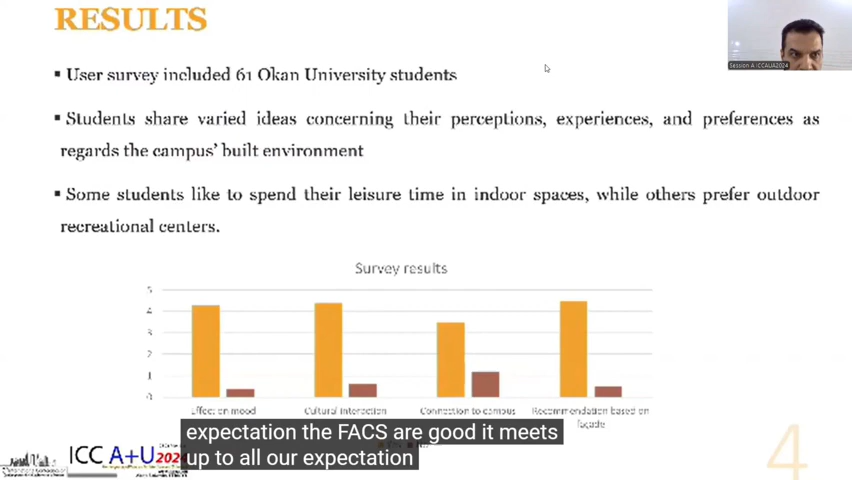 RESULTS
▪ User survey included 61 Okan University students
▪ Students share varied ideas concerning their perceptions, experiences, and preferences as
regards the campus' built environment
▪ Some students like to spend their leisure time in indoor spaces, while others prefer outdoor
recreational centers.
Session A ICCAUA2024
Survey results
5
4
3
2
1
0
Effect on mood
Cultural interaction
Connection to campus
Recommendation based on
façade
expectation the FACS are good it meets
up to all our expectation
ICC A+U 2024
4